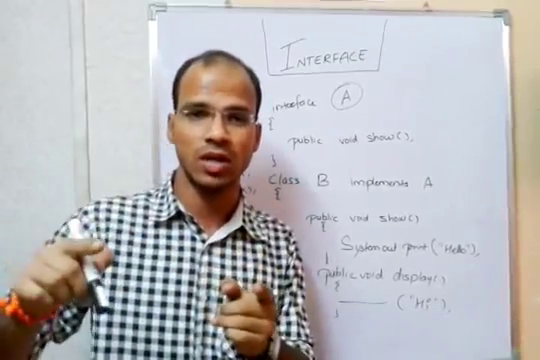 INTERFACE
interface A
{
public void show();
}
Class B implements A
{
public void show()
{
System.out.print("Hello");
}
public void display()
{
("Hi");
}